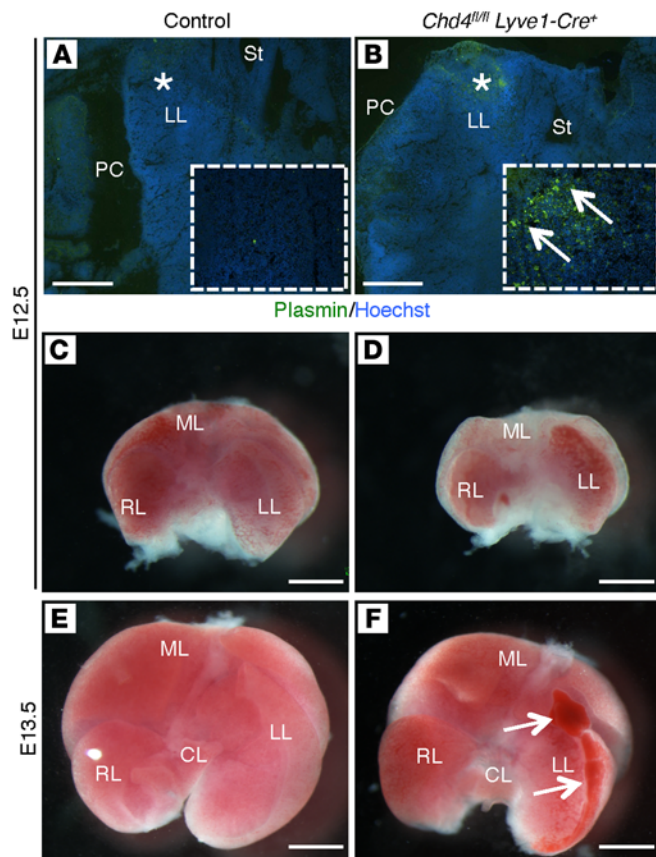 Control
Chd4fl/fl Lyve1-Cre+
A
St
*
LL
PC
B
PC
*
LL
St
E12.5
Plasmin/Hoechst
C
ML
RL
LL
D
ML
RL
LL
E13.5
E
ML
LL
CL
RL
F
ML
RL
LL
CL